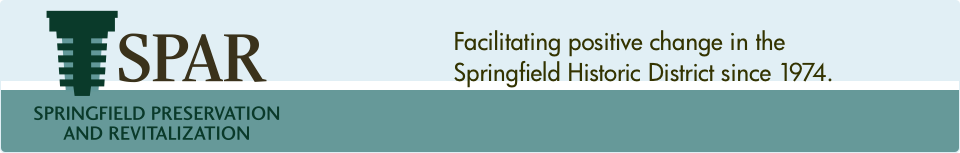 SPAR
SPRINGFIELD PRESERVATION
AND REVITALIZATION
Facilitating positive change in the
Springfield Historic District since 1974.